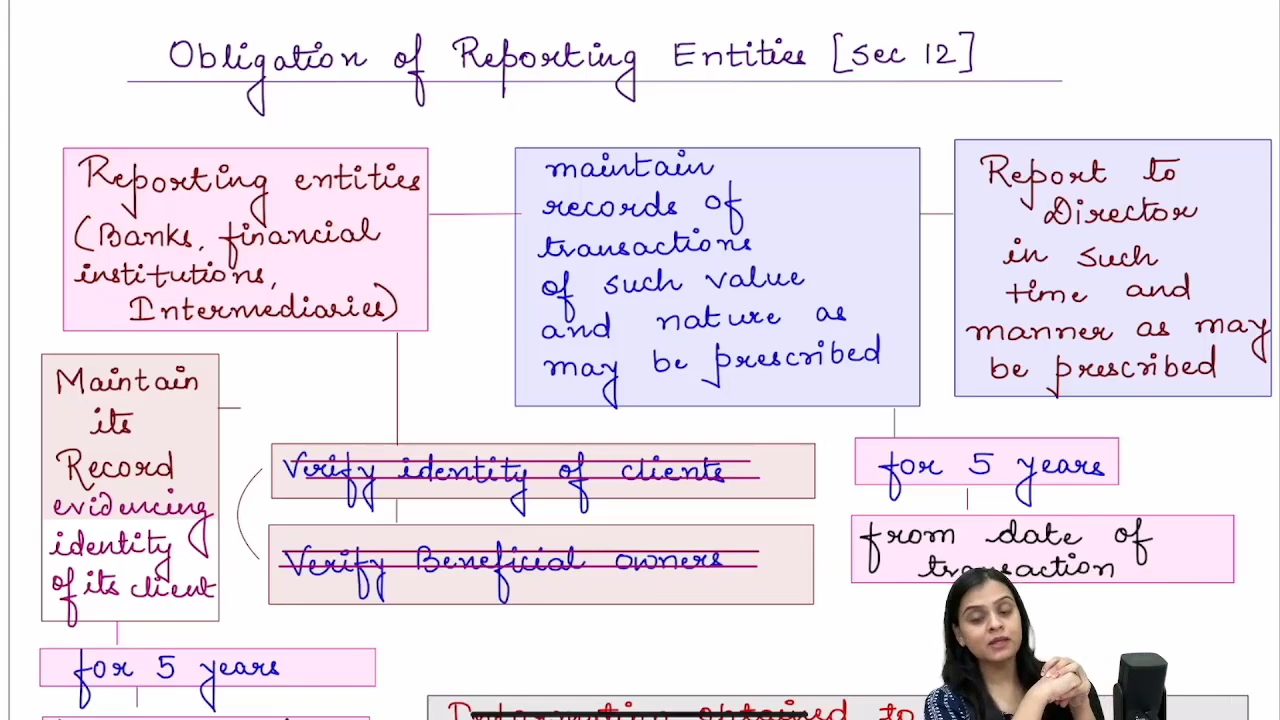 Obligation of Reporting Entities [Sec 12]
Reporting entities
(Banks, financial
institutions,
Intermediaries)
maintain
records of
transactions
of such value
and nature as
may be prescribed
Report to
Director
in such
time and
manner as may
be prescribed
Maintain
its
Record
evidencing
identity
of its client
Verify identity of clients
Verify Beneficial owners
for 5 years
from date of
transaction
for 5 years
Information obtained to